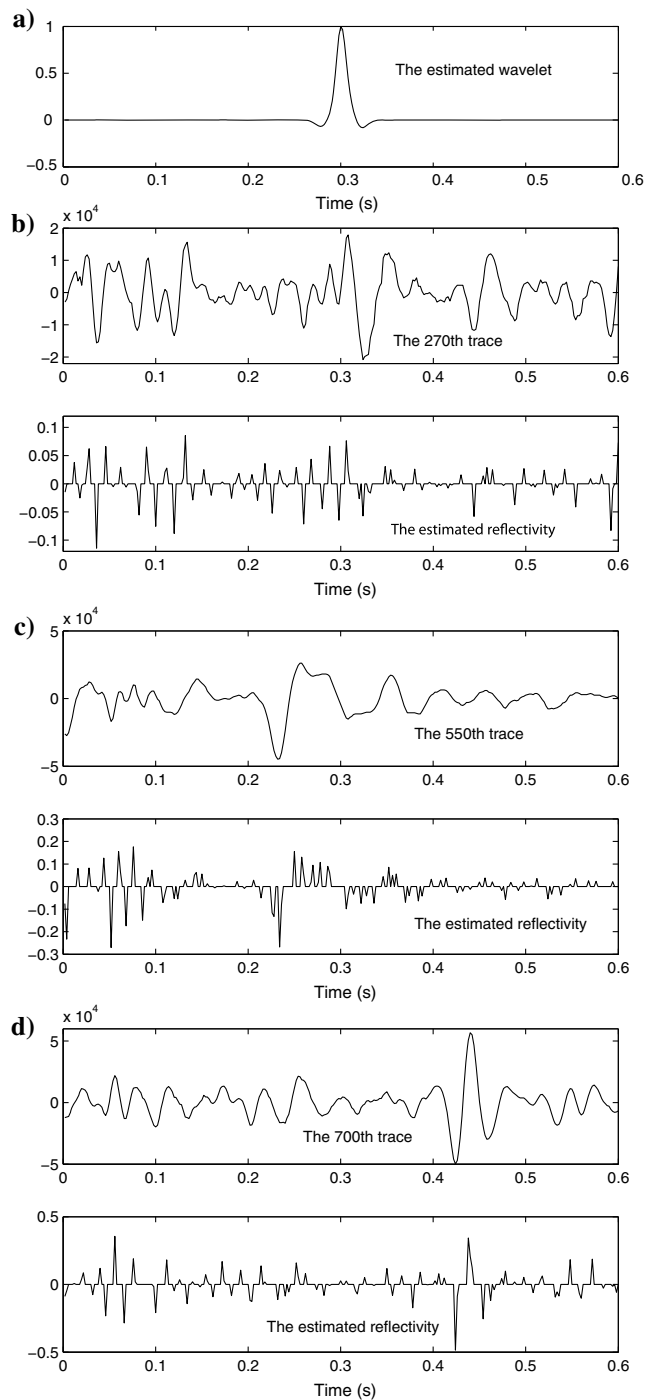 a)
1
0.5
0
−0.5
The estimated wavelet
0 0.1 0.2 0.3 0.4 0.5 0.6
Time (s)
b)
x 10⁴
2
1
0
−1
−2
The 270th trace
0 0.1 0.2 0.3 0.4 0.5 0.6
0.1
0.05
0
−0.05
−0.1
The estimated reflectivity
0 0.1 0.2 0.3 0.4 0.5 0.6
Time (s)
c)
x 10⁴
5
0
−5
The 550th trace
0 0.1 0.2 0.3 0.4 0.5 0.6
0.3
0.2
0.1
0
−0.1
−0.2
−0.3
The estimated reflectivity
0 0.1 0.2 0.3 0.4 0.5 0.6
Time (s)
d)
x 10⁴
5
0
−5
The 700th trace
0 0.1 0.2 0.3 0.4 0.5 0.6
0.5
0
−0.5
The estimated reflectivity
0 0.1 0.2 0.3 0.4 0.5 0.6
Time (s)